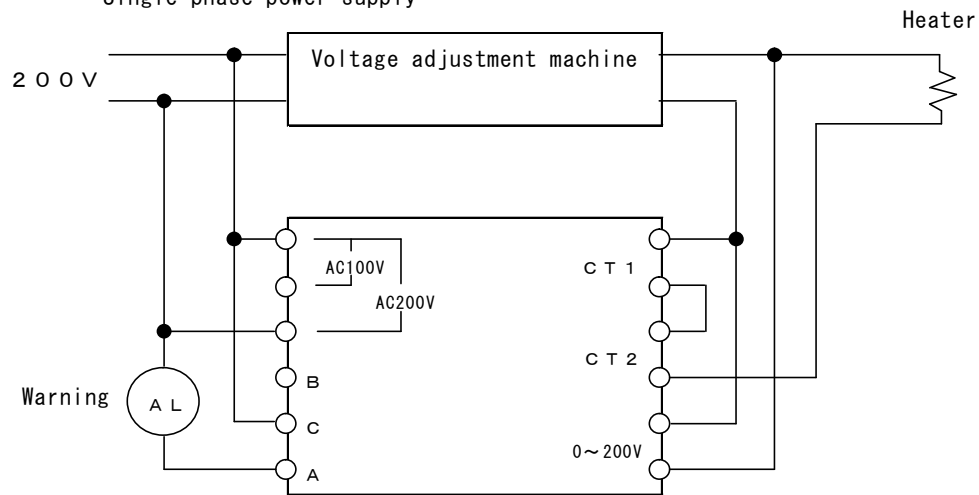 Single phase power supply
Heater
Voltage adjustment machine
２００V
CT1
AC100V
AC200V
CT2
B
Warning
AL
C
0～200V
A